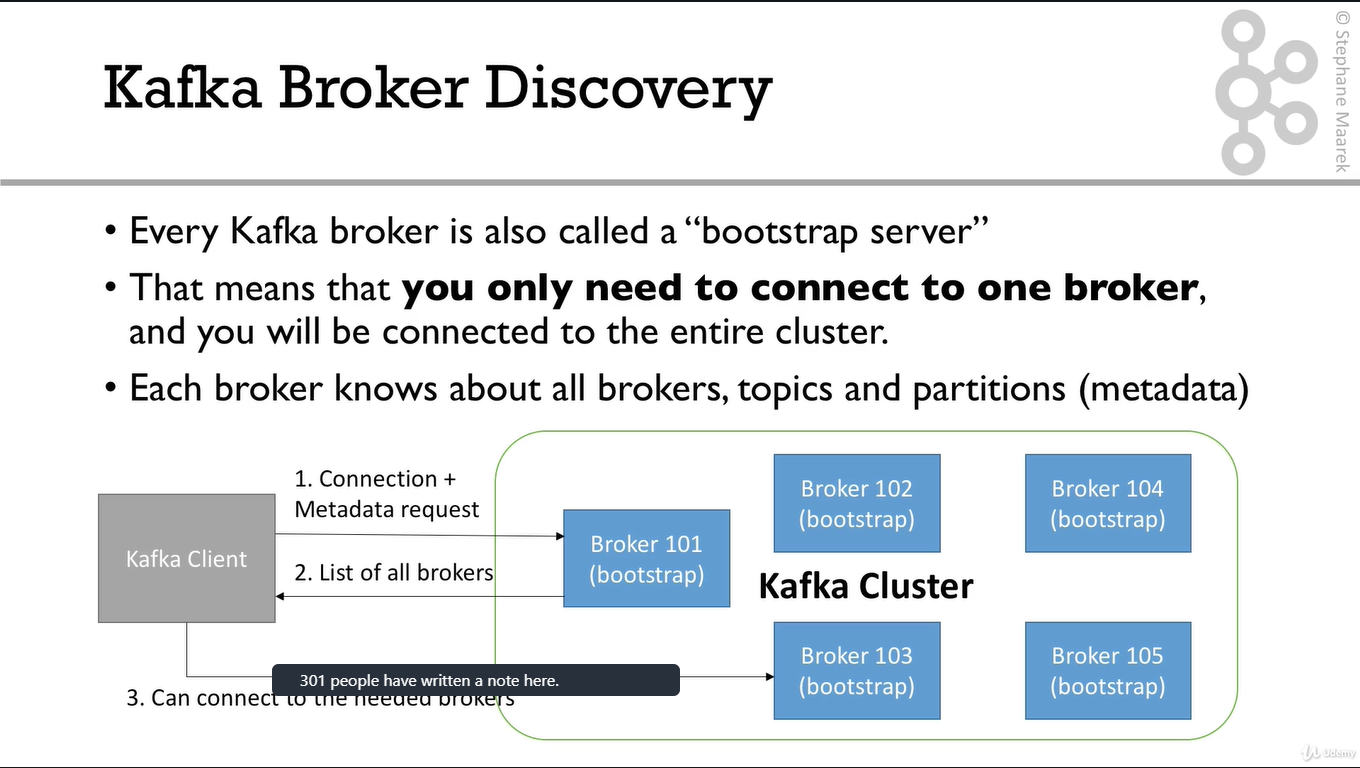 © Stephane Maarek
Kafka Broker Discovery
• Every Kafka broker is also called a “bootstrap server”
• That means that you only need to connect to one broker,
and you will be connected to the entire cluster.
• Each broker knows about all brokers, topics and partitions (metadata)
1. Connection +
Metadata request
Kafka Client
2. List of all brokers
Broker 101
(bootstrap)
Broker 102
(bootstrap)
Broker 104
(bootstrap)
Kafka Cluster
Broker 103
(bootstrap)
Broker 105
(bootstrap)
301 people have written a note here.
3. Can connect to the needed brokers
Udemy